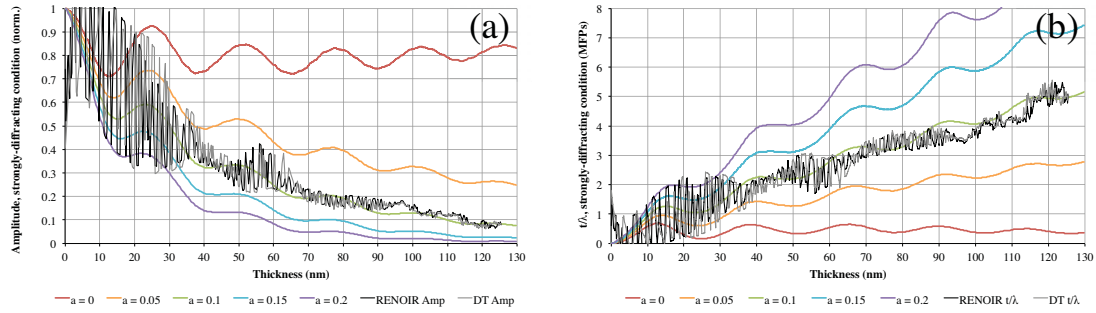 (a)
Amplitude, strongly-diffracting condition (norm.)
1
0.9
0.8
0.7
0.6
0.5
0.4
0.3
0.2
0.1
0
0 10 20 30 40 50 60 70 80 90 100 110 120 130
Thickness (nm)
a = 0 a = 0.05 a = 0.1 a = 0.15 a = 0.2 RENOIR Amp DT Amp
(b)
t/λ, strongly-diffracting condition (MFPs)
8
7
6
5
4
3
2
1
0
0 10 20 30 40 50 60 70 80 90 100 110 120 130
Thickness (nm)
a = 0 a = 0.05 a = 0.1 a = 0.15 a = 0.2 RENOIR t/λ DT t/λ